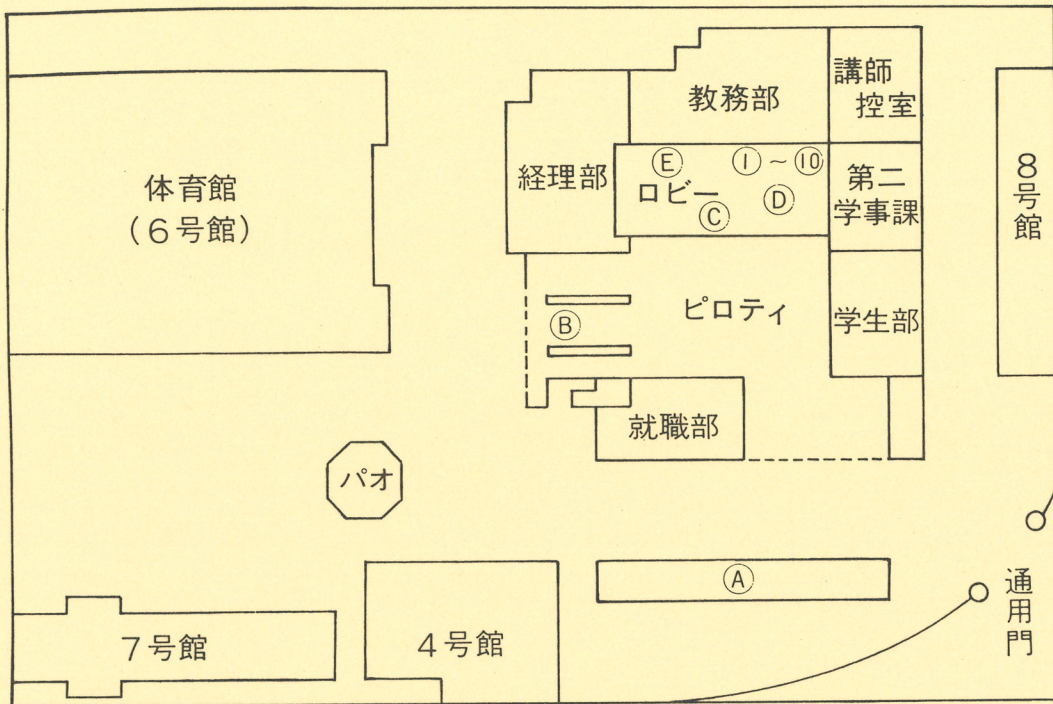 体育館
(6号館)
経理部
教務部
講師
控室
Ⓔ ①～⑩
ロビー
Ⓒ Ⓓ
第二
学事課
8号館
Ⓑ
ピロティ
学生部
就職部
パオ
Ⓐ
通用門
7号館
4号館